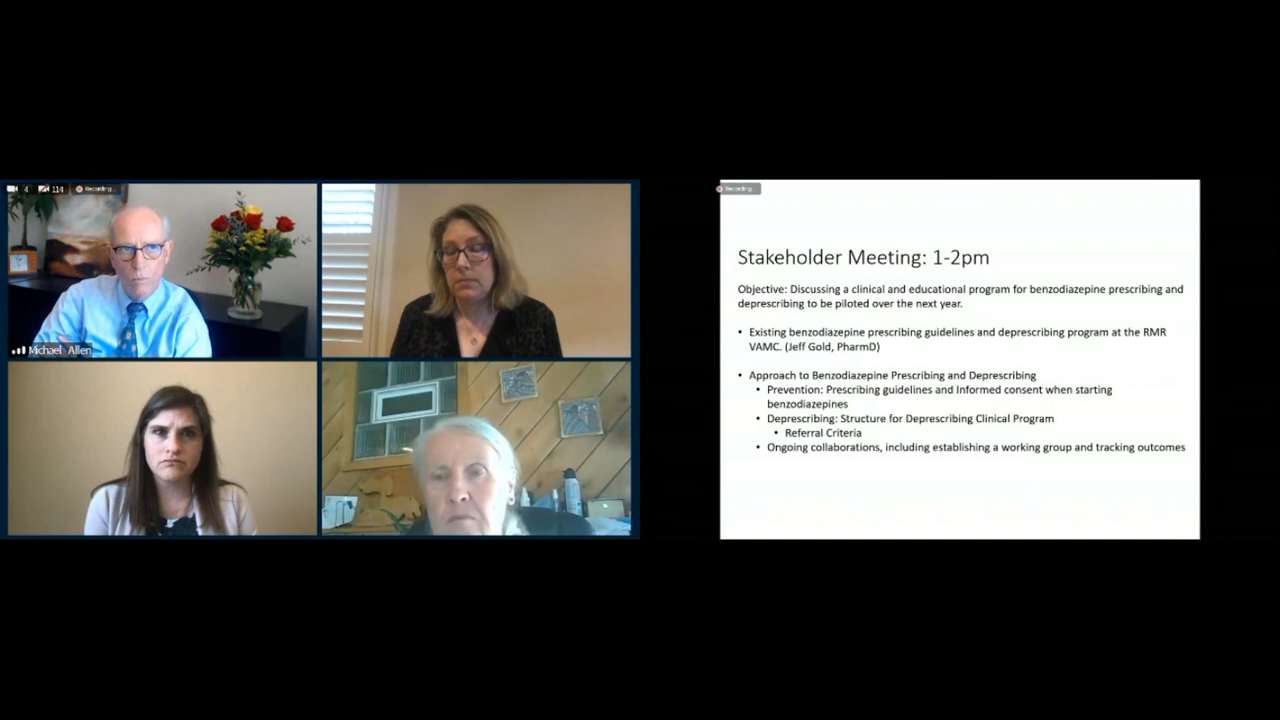 4 114 Recording...
Michael Allen
Recording...
Stakeholder Meeting: 1-2pm
Objective: Discussing a clinical and educational program for benzodiazepine prescribing and
deprescribing to be piloted over the next year.
• Existing benzodiazepine prescribing guidelines and deprescribing program at the RMR
VAMC. (Jeff Gold, PharmD)
• Approach to Benzodiazepine Prescribing and Deprescribing
• Prevention: Prescribing guidelines and Informed consent when starting
benzodiazepines
• Deprescribing: Structure for Deprescribing Clinical Program
• Referral Criteria
• Ongoing collaborations, including establishing a working group and tracking outcomes